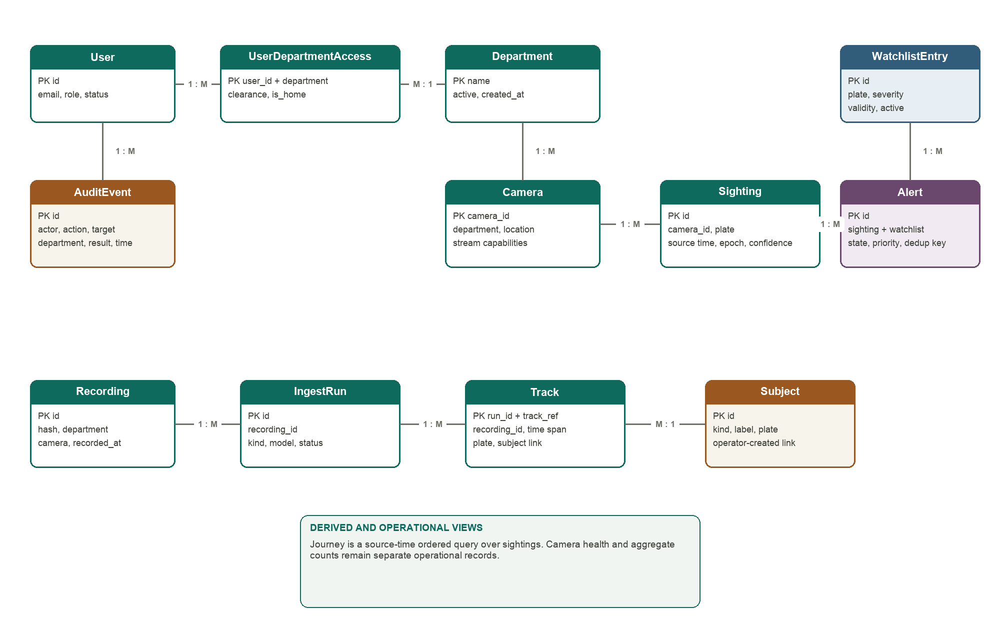 User
PK id
email, role, status
1 : M
UserDepartmentAccess
PK user_id + department
clearance, is_home
M : 1
Department
PK name
active, created_at
WatchlistEntry
PK id
plate, severity
validity, active
1 : M
1 : M
1 : M
AuditEvent
PK id
actor, action, target
department, result, time
Camera
PK camera_id
department, location
stream capabilities
1 : M
Sighting
PK id
camera_id, plate
source time, epoch, confidence
1 : M
Alert
PK id
sighting + watchlist
state, priority, dedup key
Recording
PK id
hash, department
camera, recorded_at
1 : M
IngestRun
PK id
recording_id
kind, model, status
1 : M
Track
PK run_id + track_ref
recording_id, time span
plate, subject link
M : 1
Subject
PK id
kind, label, plate
operator-created link
DERIVED AND OPERATIONAL VIEWS
Journey is a source-time ordered query over sightings. Camera health and aggregate
counts remain separate operational records.